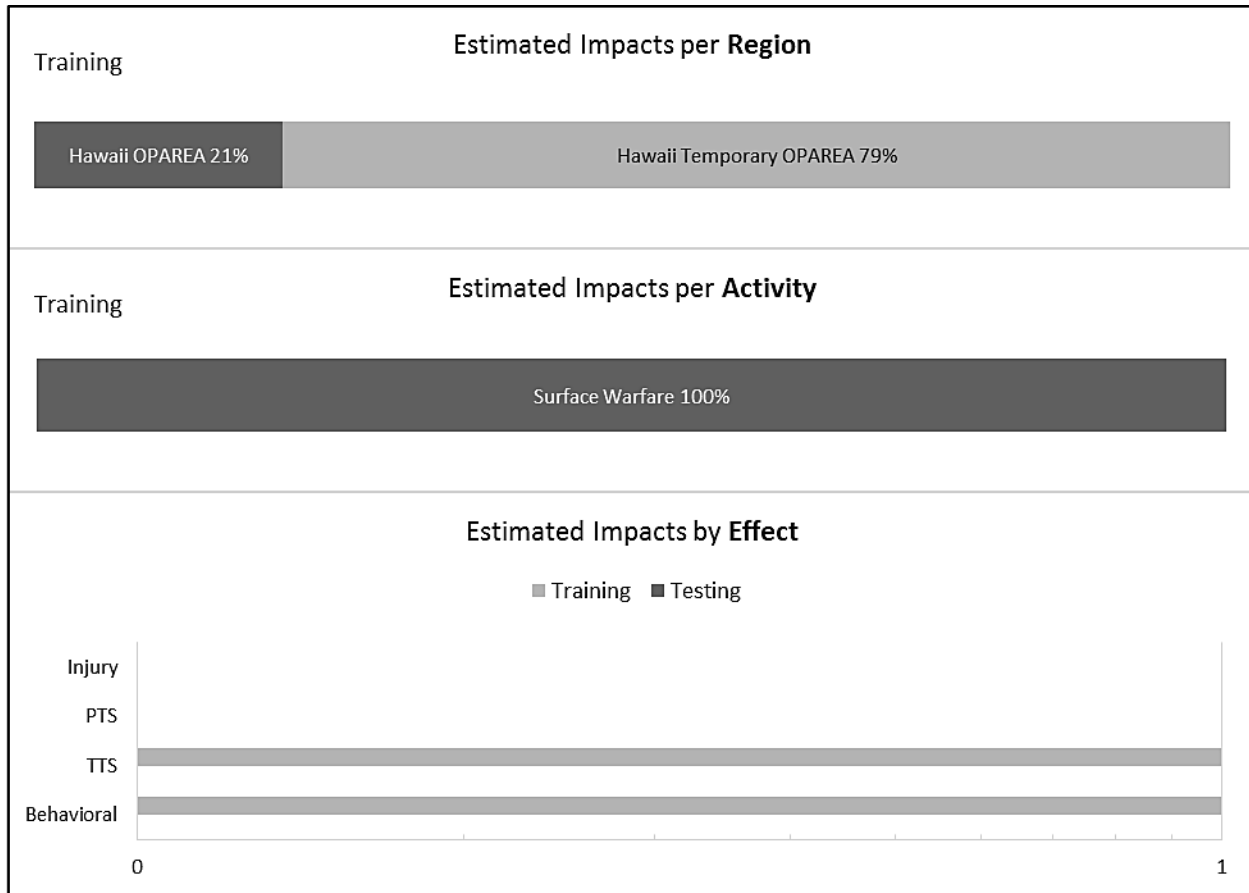 Estimated Impacts per Region
Training
Hawaii OPAREA 21%
Hawaii Temporary OPAREA 79%
Estimated Impacts per Activity
Training
Surface Warfare 100%
Estimated Impacts by Effect
Training Testing
Injury
PTS
TTS
Behavioral
0 1